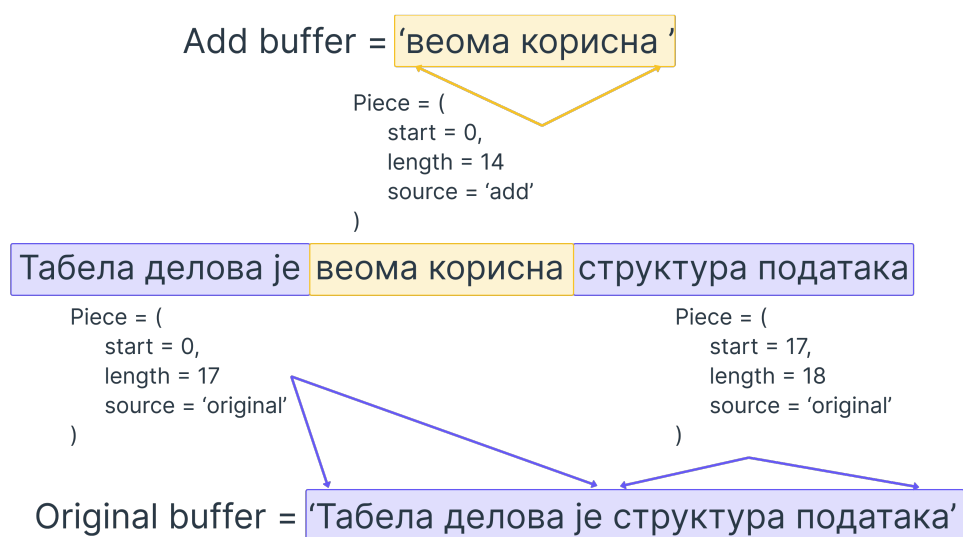 Add buffer = ‘веома корисна ’
Piece = (
start = 0,
length = 14
source = ‘add’
)
Табела делова је веома корисна структура података
Piece = (
start = 0,
length = 17
source = ‘original’
)
Piece = (
start = 17,
length = 18
source = ‘original’
)
Original buffer = ‘Табела делова је структура података’